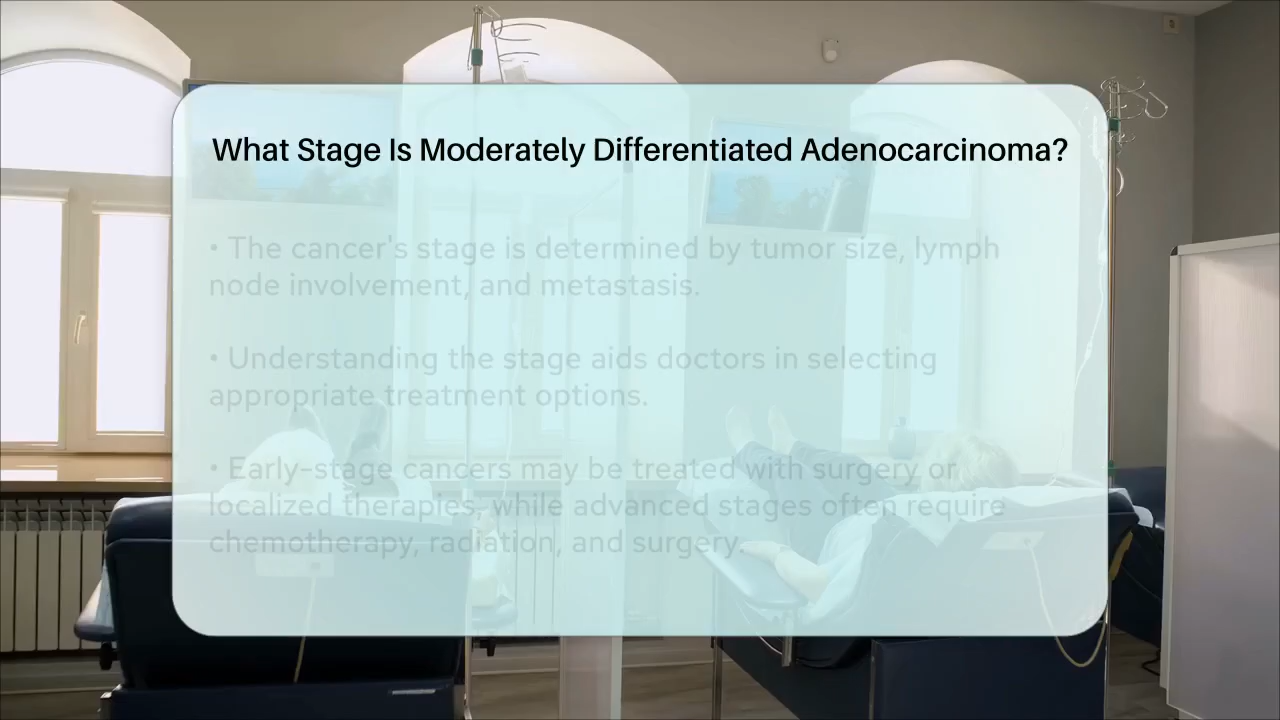 What Stage Is Moderately Differentiated Adenocarcinoma?
• The cancer's stage is determined by tumor size, lymph
node involvement, and metastasis.
• Understanding the stage aids doctors in selecting
appropriate treatment options.
• Early-stage cancers may be treated with surgery or
localized therapies, while advanced stages often require
chemotherapy, radiation, and surgery.